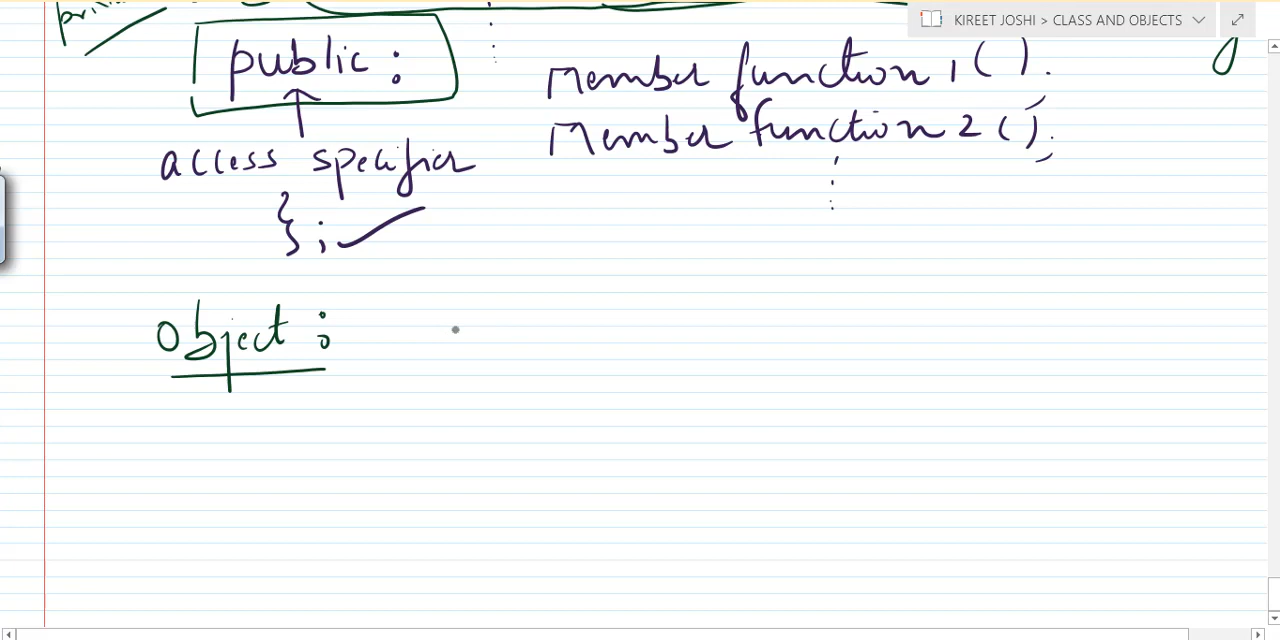 KIREET JOSHI > CLASS AND OBJECTS
public :
member function 1 ( ).
member function 2 ( ).
access specifier
} ;
Object :